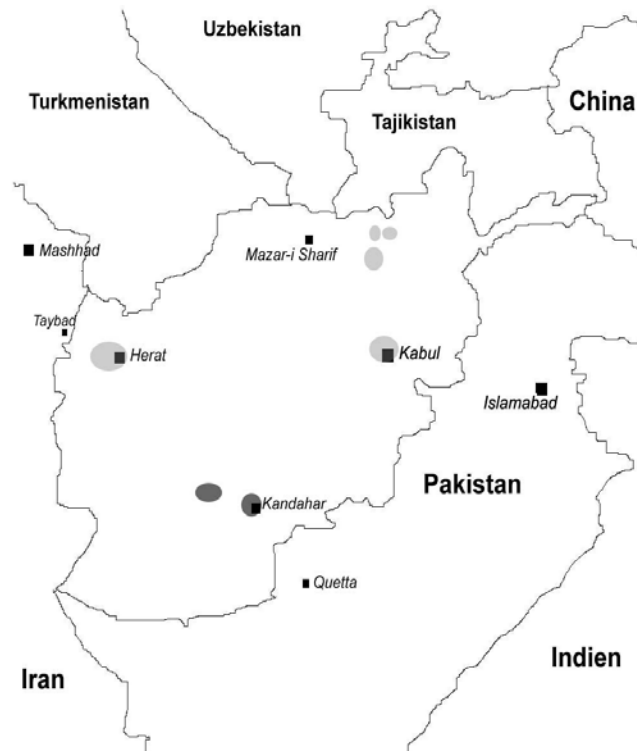 Uzbekistan
Turkmenistan
China
Tajikistan
Mashhad
Mazar-i Sharif
Taybad
Herat
Kabul
Islamabad
Pakistan
Kandahar
Quetta
Indien
Iran